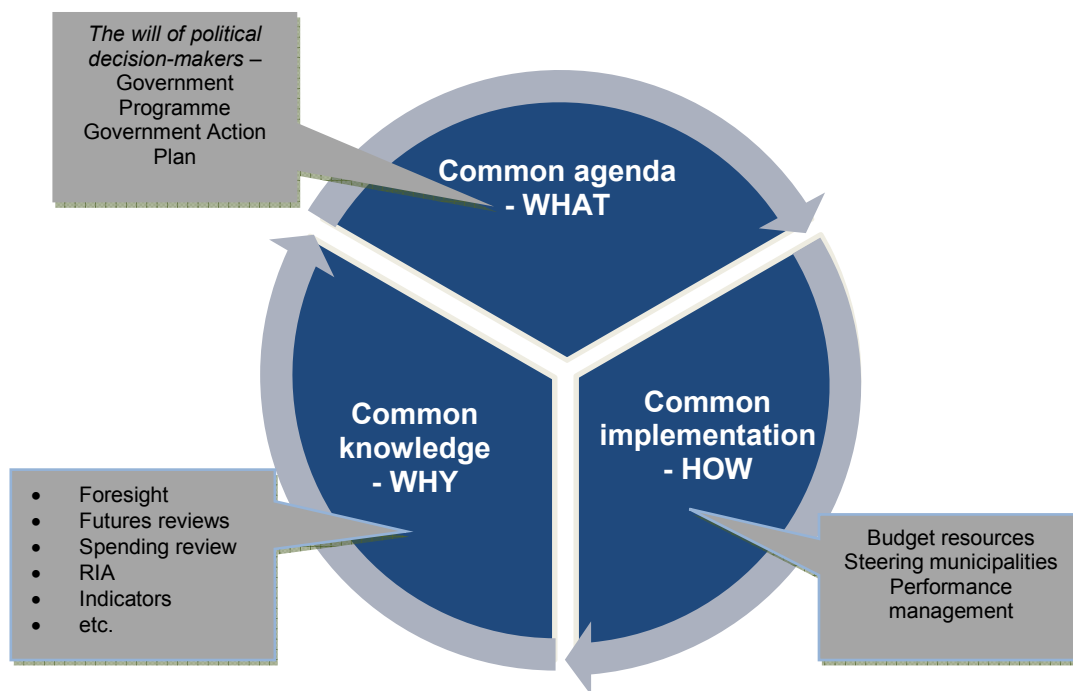 The will of political
decision-makers –
Government
Programme
Government Action
Plan
Common agenda
- WHAT
Common
knowledge
- WHY
Common
implementation
- HOW
• Foresight
• Futures reviews
• Spending review
• RIA
• Indicators
• etc.
Budget resources
Steering municipalities
Performance
management